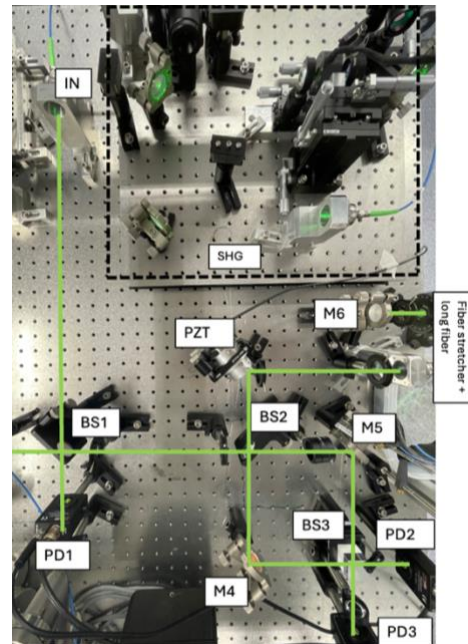 IN
SHG
M6
Fiber stretcher +
long fiber
PZT
BS1
BS2
M5
BS3
PD2
PD1
M4
PD3